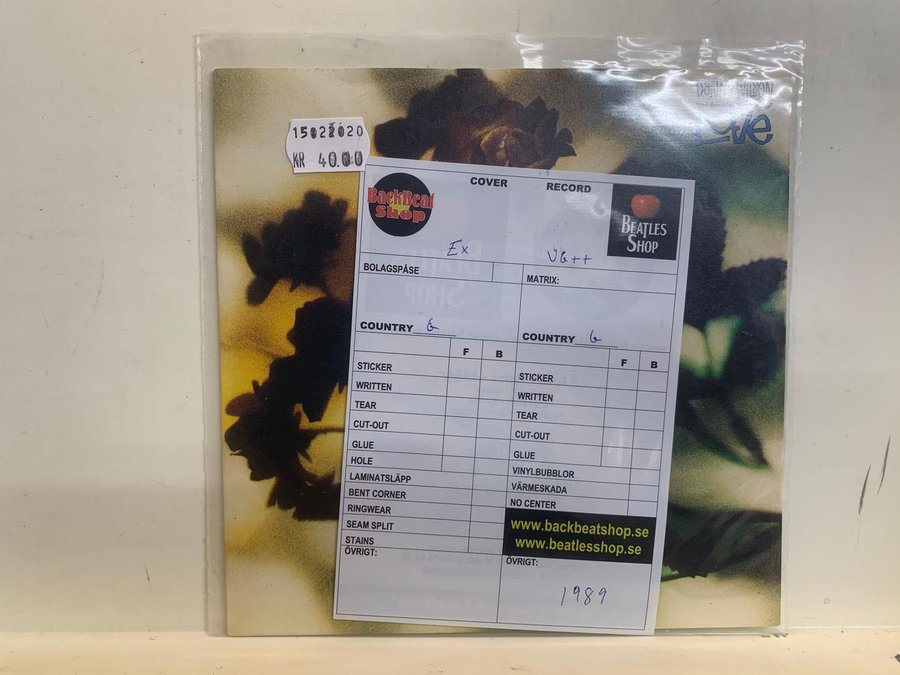 Love
15022020
KR 40.00
COVER RECORD
BackBeat Shop
BEATLES SHOP
Ex VG++
BOLAGSPÅSE
MATRIX:
COUNTRY G
COUNTRY G
F B
F B
STICKER
WRITTEN
TEAR
CUT-OUT
GLUE
HOLE
LAMINATSLÄPP
BENT CORNER
RINGWEAR
SEAM SPLIT
STAINS
ÖVRIGT:
STICKER
WRITTEN
TEAR
CUT-OUT
GLUE
VINYLBUBBLOR
VÄRMESKADA
NO CENTER
www.backbeatshop.se
www.beatlesshop.se
ÖVRIGT:
1989